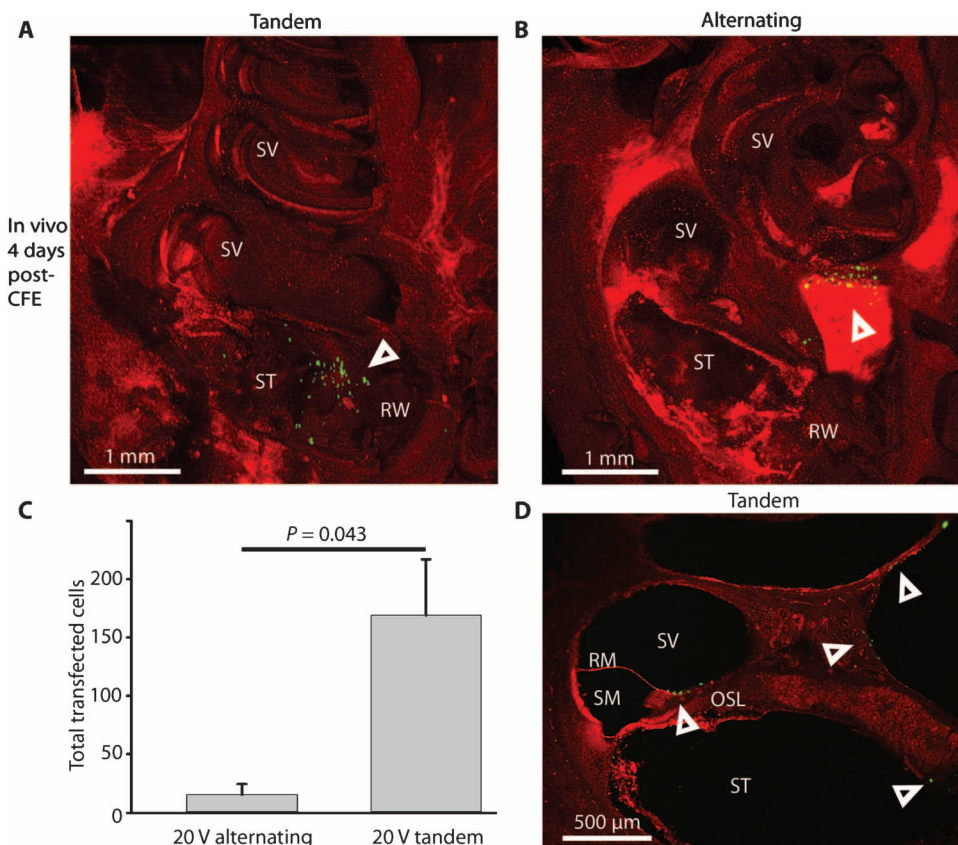 A
Tandem
B
Alternating
In vivo
4 days
post-
CFE
SV
SV
ST
RW
1 mm
SV
SV
ST
RW
1 mm
C
P = 0.043
Total transfected cells
200
150
100
50
0
20 V alternating
20 V tandem
D
Tandem
SV
RM
SM
OSL
ST
500 µm